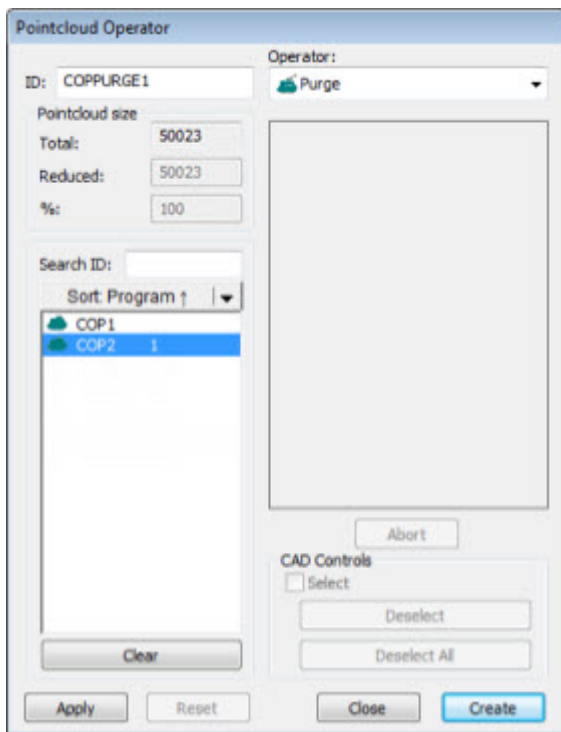 Pointcloud Operator
Operator:
ID: COPPURGE1
Purge
Pointcloud size
Total: 50023
Reduced: 50023
%: 100
Search ID:
Sort: Program ↑
COP1
COP2 1
Abort
CAD Controls
Select
Deselect
Deselect All
Clear
Apply
Reset
Close
Create